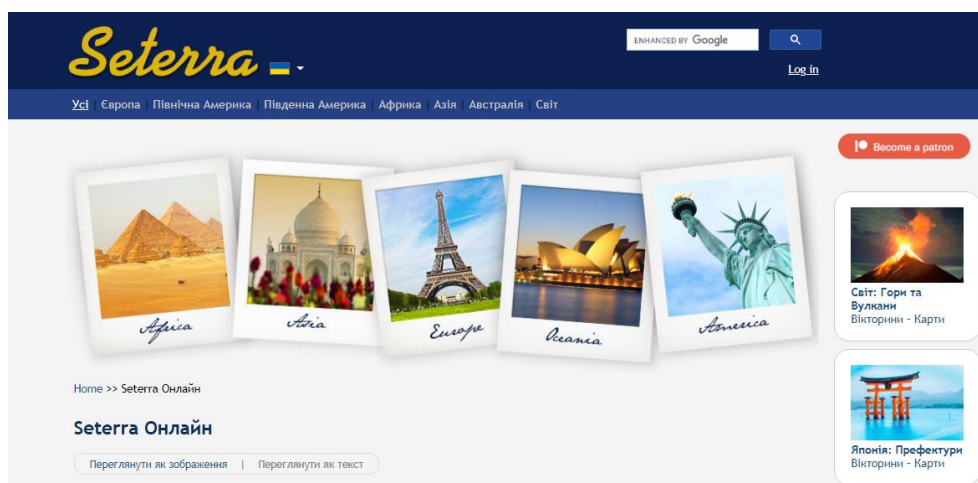 Seterra
ENHANCED BY Google
Log in
Усі | Європа | Північна Америка | Південна Америка | Африка | Азія | Австралія | Світ
Become a patron
Africa
Asia
Europe
Oceania
America
Світ: Гори та
Вулкани
Вікторини - Карти
Home >> Seterra Онлайн
Seterra Онлайн
Переглянути як зображення | Переглянути як текст
Японія: Префектури
Вікторини - Карти